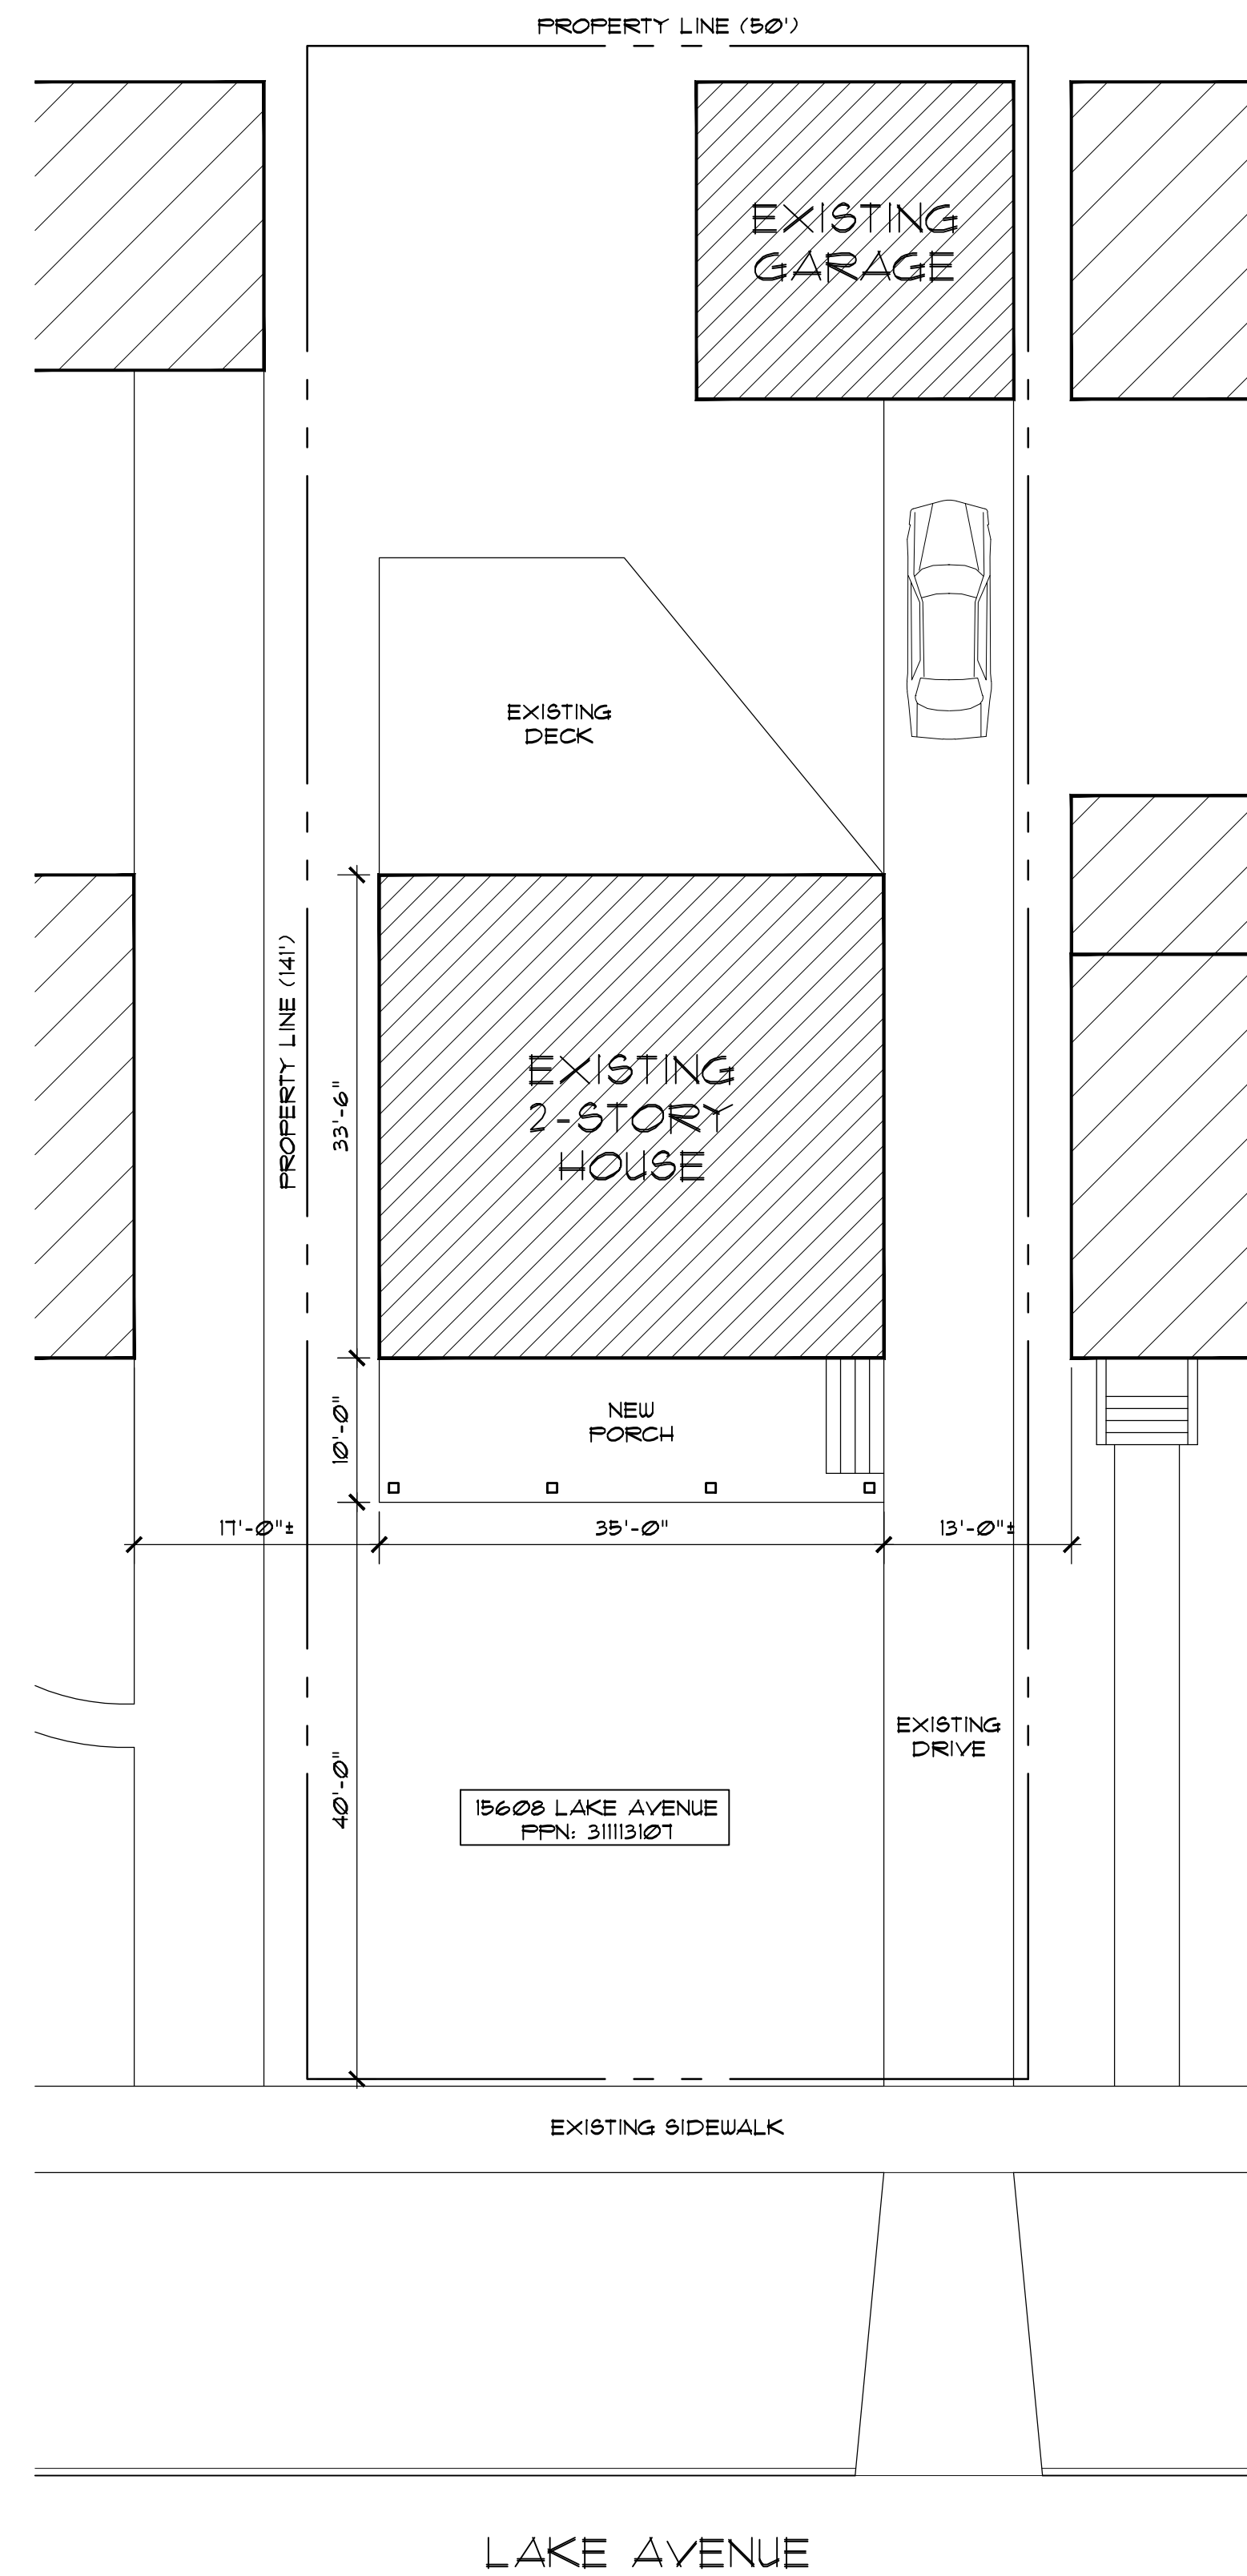 PROPERTY LINE (50')
EXISTING
GARAGE
EXISTING
DECK
PROPERTY LINE (141')
33'-6"
EXISTING
2-STORY
HOUSE
10'-0"
NEW
PORCH
17'-0"±
35'-0"
13'-0"±
EXISTING
DRIVE
40'-0"
15608 LAKE AVENUE
PPN: 311113107
EXISTING SIDEWALK
LAKE AVENUE